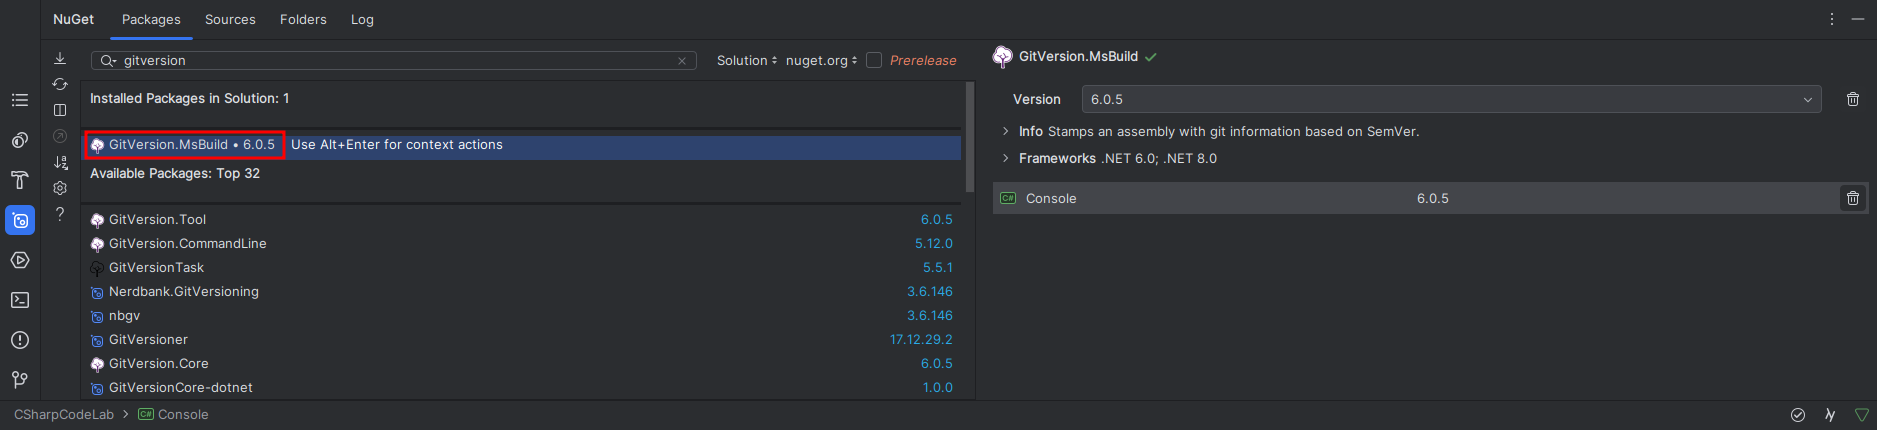 NuGet Packages Sources Folders Log
gitversion
Solution nuget.org Prerelease
Installed Packages in Solution: 1
GitVersion.MsBuild • 6.0.5 Use Alt+Enter for context actions
Available Packages: Top 32
GitVersion.Tool 6.0.5
GitVersion.CommandLine 5.12.0
GitVersionTask 5.5.1
Nerdbank.GitVersioning 3.6.146
nbgv 3.6.146
GitVersioner 17.12.29.2
GitVersion.Core 6.0.5
GitVersionCore-dotnet 1.0.0
GitVersion.MsBuild
Version 6.0.5
Info Stamps an assembly with git information based on SemVer.
Frameworks .NET 6.0; .NET 8.0
C# Console 6.0.5
CSharpCodeLab > C# Console